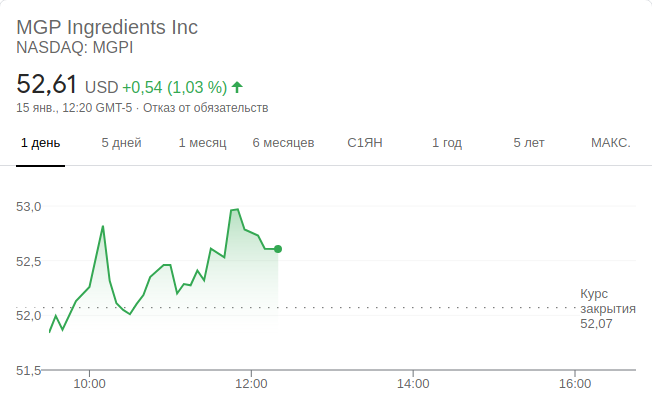 MGP Ingredients Inc
NASDAQ: MGPI
52,61 USD +0,54 (1,03 %)
15 янв., 12:20 GMT-5 · Отказ от обязательств
1 день 5 дней 1 месяц 6 месяцев С1ЯН 1 год 5 лет МАКС.
53,0
52,5
52,0
51,5
Курс
закрытия
52,07
10:00 12:00 14:00 16:00